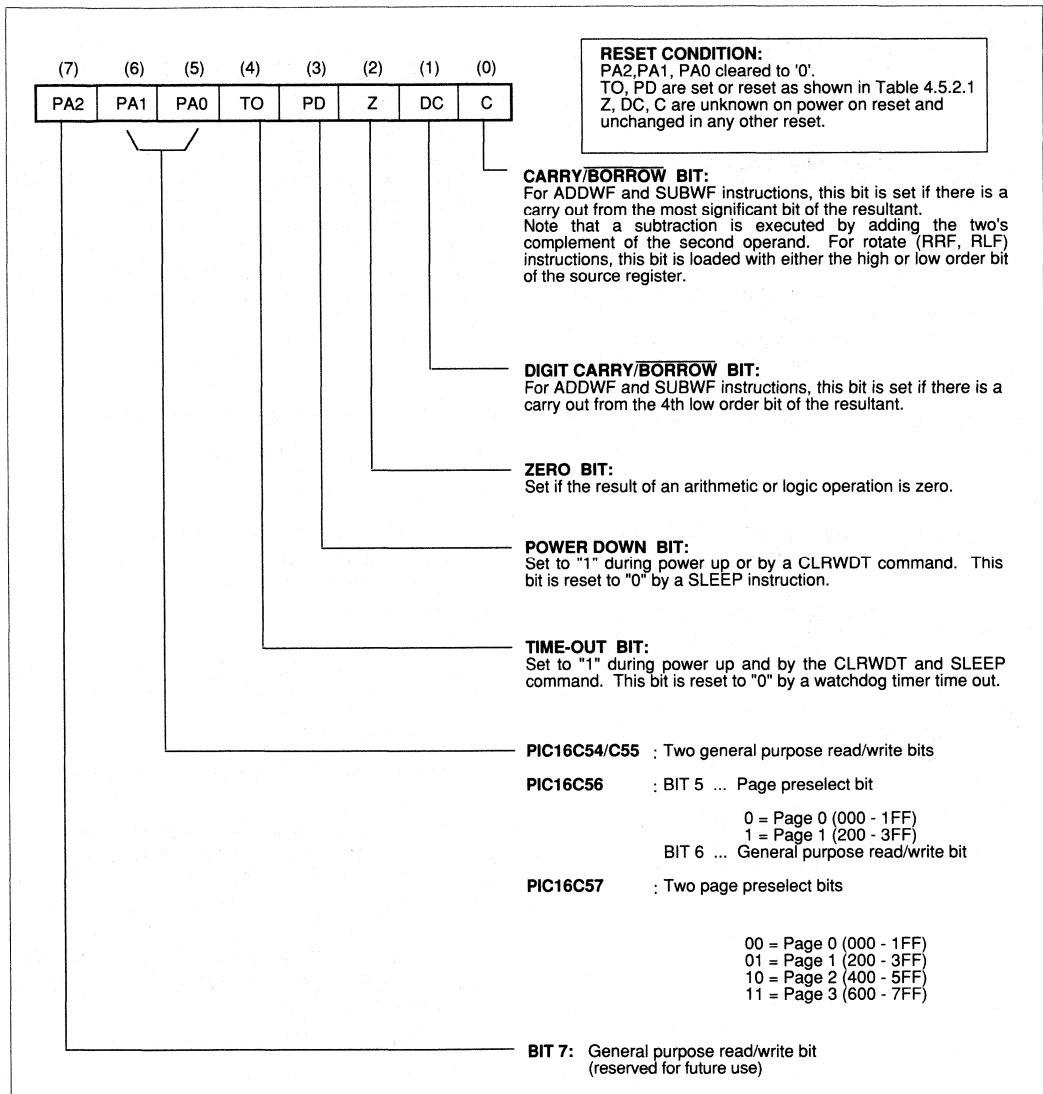 RESET CONDITION:
PA2,PA1, PA0 cleared to '0'.
TO, PD are set or reset as shown in Table 4.5.2.1
Z, DC, C are unknown on power on reset and
unchanged in any other reset.
(7) (6) (5) (4) (3) (2) (1) (0)
PA2 PA1 PA0 TO PD Z DC C
CARRY/BORROW BIT:
For ADDWF and SUBWF instructions, this bit is set if there is a
carry out from the most significant bit of the resultant.
Note that a subtraction is executed by adding the two's
complement of the second operand. For rotate (RRF, RLF)
instructions, this bit is loaded with either the high or low order bit
of the source register.
DIGIT CARRY/BORROW BIT:
For ADDWF and SUBWF instructions, this bit is set if there is a
carry out from the 4th low order bit of the resultant.
ZERO BIT:
Set if the result of an arithmetic or logic operation is zero.
POWER DOWN BIT:
Set to "1" during power up or by a CLRWDT command. This
bit is reset to "0" by a SLEEP instruction.
TIME-OUT BIT:
Set to "1" during power up and by the CLRWDT and SLEEP
command. This bit is reset to "0" by a watchdog timer time out.
PIC16C54/C55 : Two general purpose read/write bits
PIC16C56 : BIT 5 ... Page preselect bit
0 = Page 0 (000 - 1FF)
1 = Page 1 (200 - 3FF)
BIT 6 ... General purpose read/write bit
PIC16C57 : Two page preselect bits
00 = Page 0 (000 - 1FF)
01 = Page 1 (200 - 3FF)
10 = Page 2 (400 - 5FF)
11 = Page 3 (600 - 7FF)
BIT 7: General purpose read/write bit
(reserved for future use)